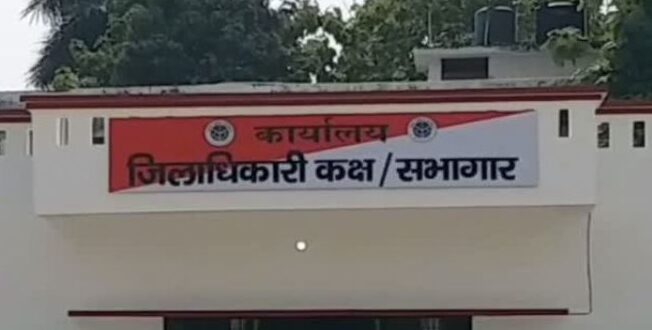 कार्यालय
जिलाधिकारी कक्ष/सभागार